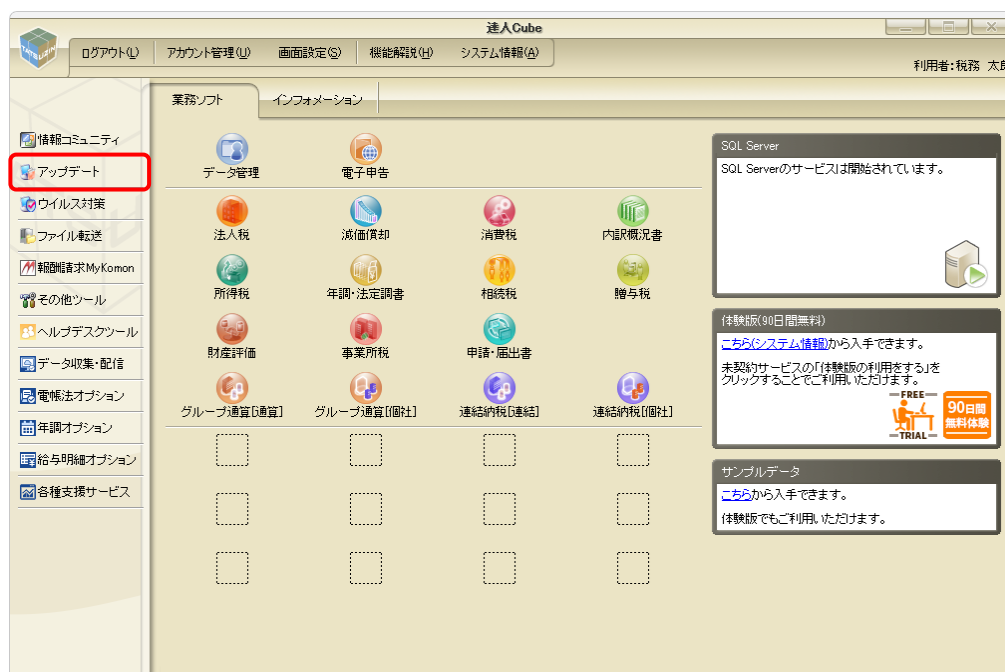 達人Cube
TATSUZIN
ログアウト(L)
アカウント管理(U)
画面設定(S)
機能解説(H)
システム情報(A)
利用者:税務 太郎
業務ソフト
インフォメーション
情報コミュニティ
アップデート
ウイルス対策
ファイル転送
報酬請求MyKomon
その他ツール
ヘルプデスクツール
データ収集・配信
電帳法オプション
年調オプション
給与明細オプション
各種支援サービス
データ管理
電子申告
法人税
減価償却
消費税
内訳概況書
所得税
年調・法定調書
相続税
贈与税
財産評価
事業所税
申請・届出書
グループ通算[通算]
グループ通算[個社]
連結納税[連結]
連結納税[個社]
SQL Server
SQL Serverのサービスは開始されています。
体験版(90日間無料)
こちら(システム情報)から入手できます。
未契約サービスの「体験版の利用をする」を
クリックすることでご利用いただけます。
FREE
TRIAL
90日間
無料体験
サンプルデータ
こちらから入手できます。
体験版でもご利用いただけます。